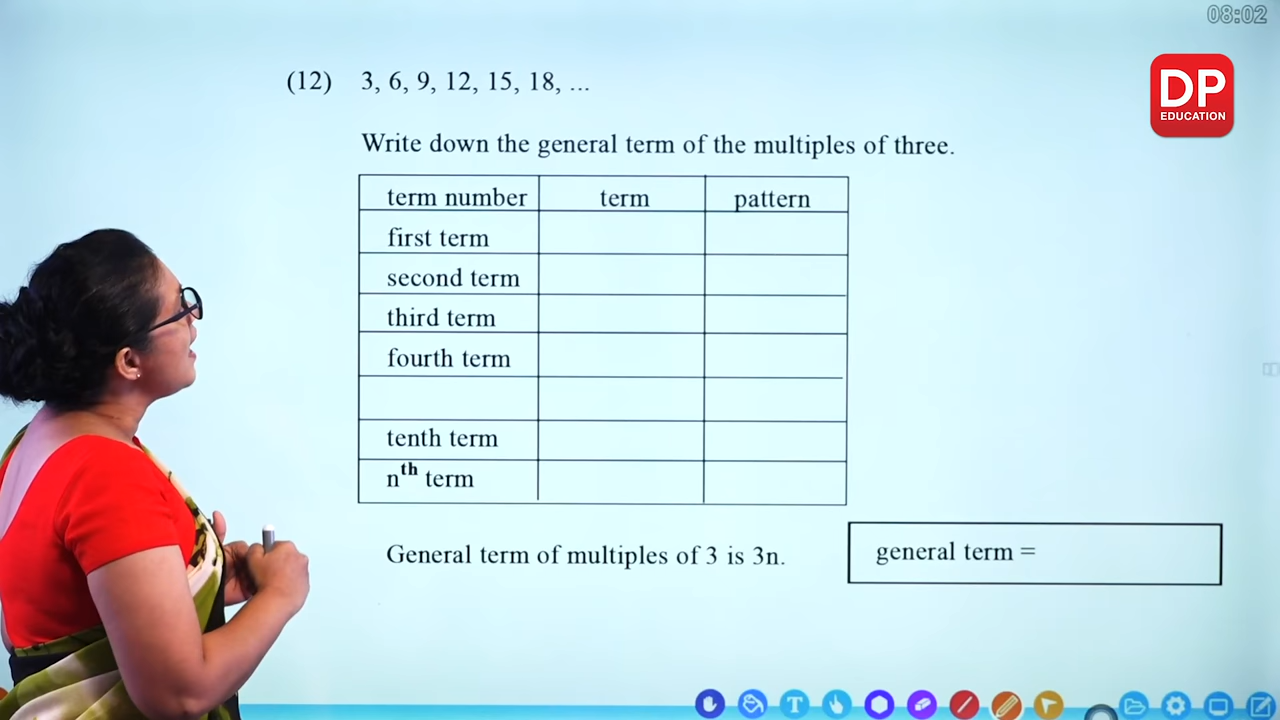 08:02
DP
EDUCATION
(12) 3, 6, 9, 12, 15, 18, ...
Write down the general term of the multiples of three.
term number term pattern
first term
second term
third term
fourth term
tenth term
nth term
General term of multiples of 3 is 3n.
general term =
T